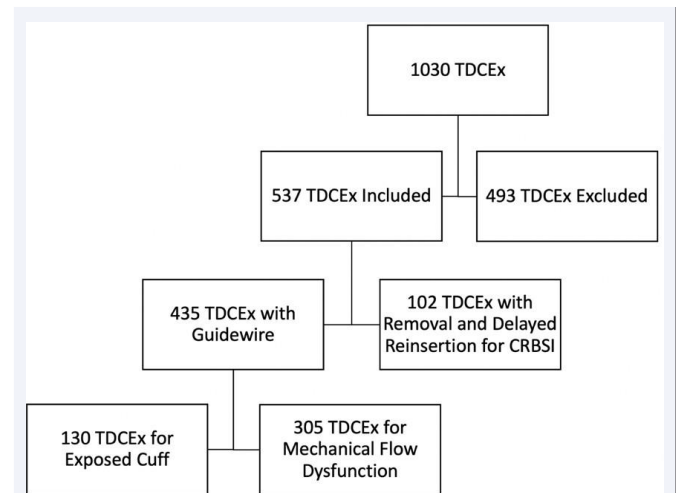 1030 TDCEx
537 TDCEx Included
493 TDCEx Excluded
435 TDCEx with
Guidewire
102 TDCEx with
Removal and Delayed
Reinsertion for CRBSI
130 TDCEx for
Exposed Cuff
305 TDCEx for
Mechanical Flow
Dysfunction